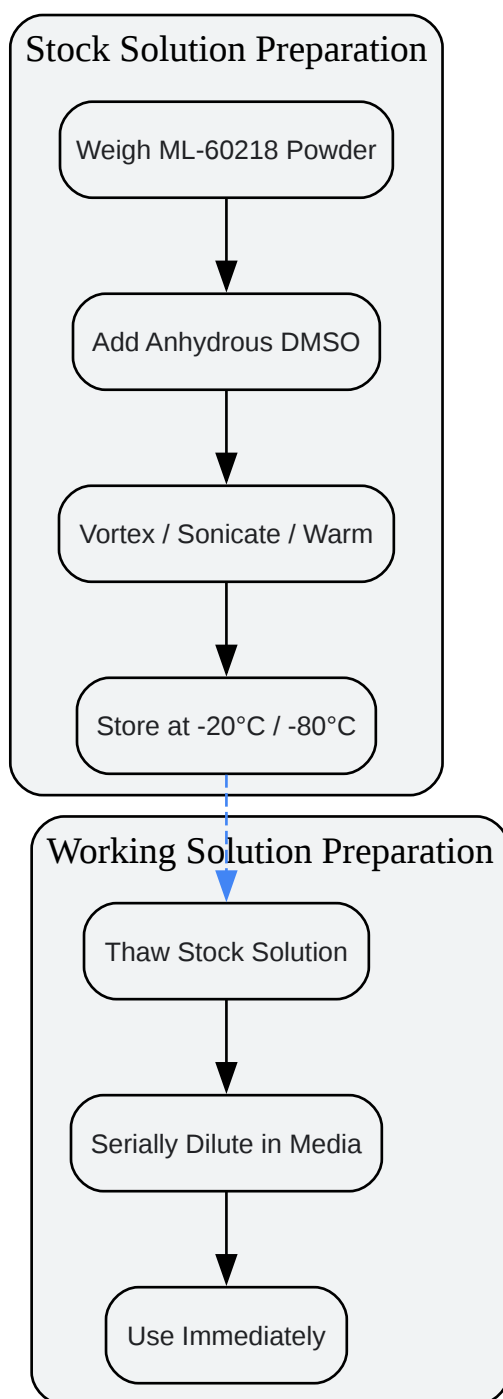 Stock Solution Preparation
Weigh ML-60218 Powder
Add Anhydrous DMSO
Vortex / Sonicate / Warm
Store at -20°C / -80°C
Working Solution Preparation
Thaw Stock Solution
Serially Dilute in Media
Use Immediately